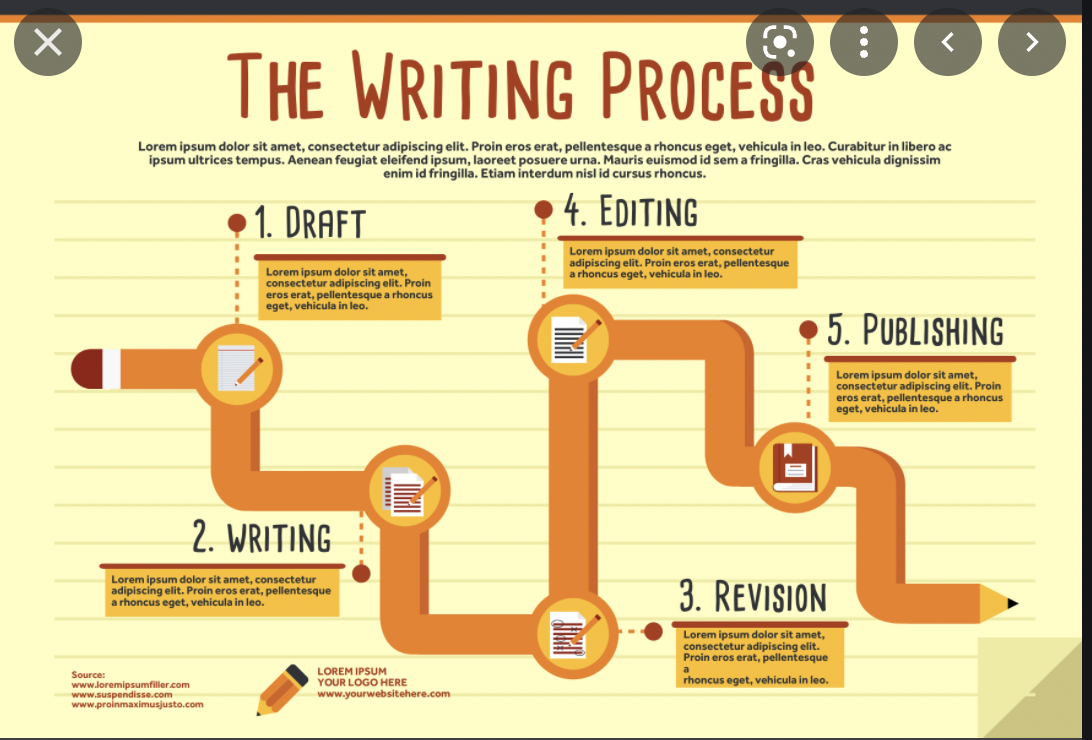 THE WRITING PROCESS
Lorem ipsum dolor sit amet, consectetur adipiscing elit. Proin eros erat, pellentesque a rhoncus eget, vehicula in leo. Curabitur in libero ac
ipsum ultrices tempus. Aenean feugiat eleifend ipsum, laoreet posuere urna. Mauris euismod id sem a fringilla. Cras vehicula dignissim
enim id fringilla. Etiam interdum nisl id cursus rhoncus.
1. DRAFT
Lorem ipsum dolor sit amet,
consectetur adipiscing elit. Proin
eros erat, pellentesque a rhoncus
eget, vehicula in leo.
2. WRITING
Lorem ipsum dolor sit amet, consectetur
adipiscing elit. Proin eros erat, pellentesque
a rhoncus eget, vehicula in leo.
3. REVISION
Lorem ipsum dolor sit amet,
consectetur adipiscing elit.
Proin eros erat, pellentesque
a
rhoncus eget, vehicula in leo.
4. EDITING
Lorem ipsum dolor sit amet, consectetur
adipiscing elit. Proin eros erat, pellentesque
a rhoncus eget, vehicula in leo.
5. PUBLISHING
Lorem ipsum dolor sit amet,
consectetur adipiscing elit. Proin
eros erat, pellentesque a rhoncus
eget, vehicula in leo.
Source:
www.loremipsumfiller.com
www.suspendisse.com
www.proinmaximusjusto.com
LOREM IPSUM
YOUR LOGO HERE
www.yourwebsitehere.com